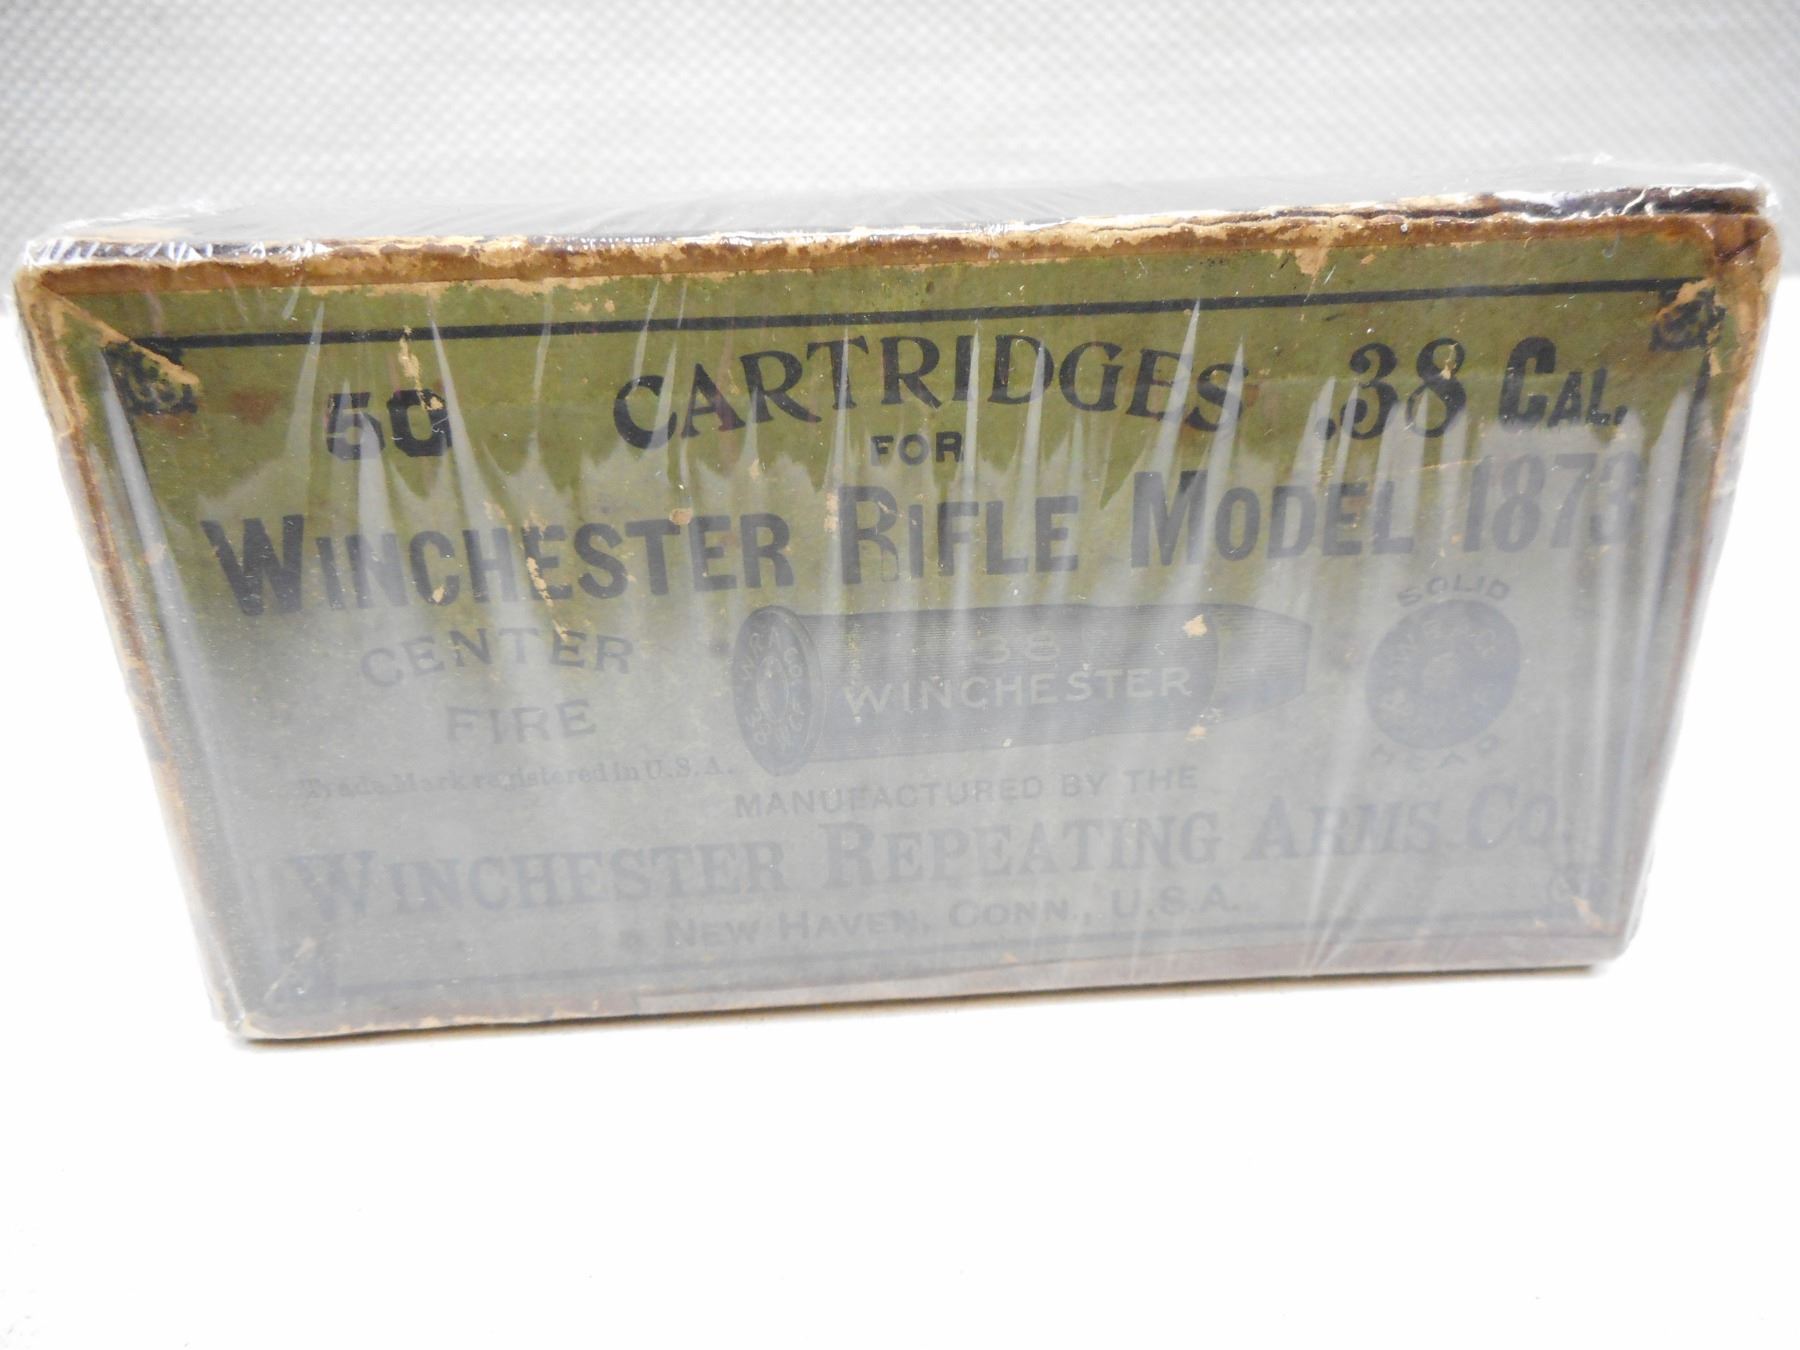 50 CARTRIDGES .38 CAL.
FOR
WINCHESTER RIFLE MODEL 1873
CENTER
FIRE
Trade Mark registered in U.S.A.
38
WINCHESTER
W.R.A.CO.
SOLID
HEAD
MANUFACTURED BY THE
WINCHESTER REPEATING ARMS CO.
NEW HAVEN, CONN., U.S.A.